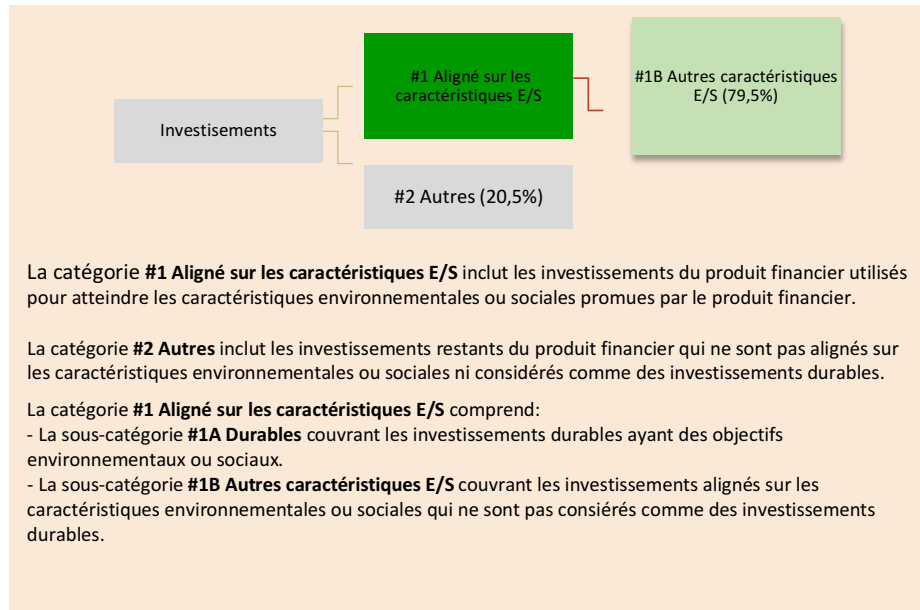 #1 Aligné sur les
caractéristiques E/S
#1B Autres caractéristiques
E/S (79,5%)
Investisements
#2 Autres (20,5%)
La catégorie #1 Aligné sur les caractéristiques E/S inclut les investissements du produit financier utilisés
pour atteindre les caractéristiques environnementales ou sociales promues par le produit financier.
La catégorie #2 Autres inclut les investissements restants du produit financier qui ne sont pas alignés sur
les caractéristiques environnementales ou sociales ni considérés comme des investissements durables.
La catégorie #1 Aligné sur les caractéristiques E/S comprend:
- La sous-catégorie #1A Durables couvrant les investissements durables ayant des objectifs
environnementaux ou sociaux.
- La sous-catégorie #1B Autres caractéristiques E/S couvrant les investissements alignés sur les
caractéristiques environnementales ou sociales qui ne sont pas consiérés comme des investissements
durables.